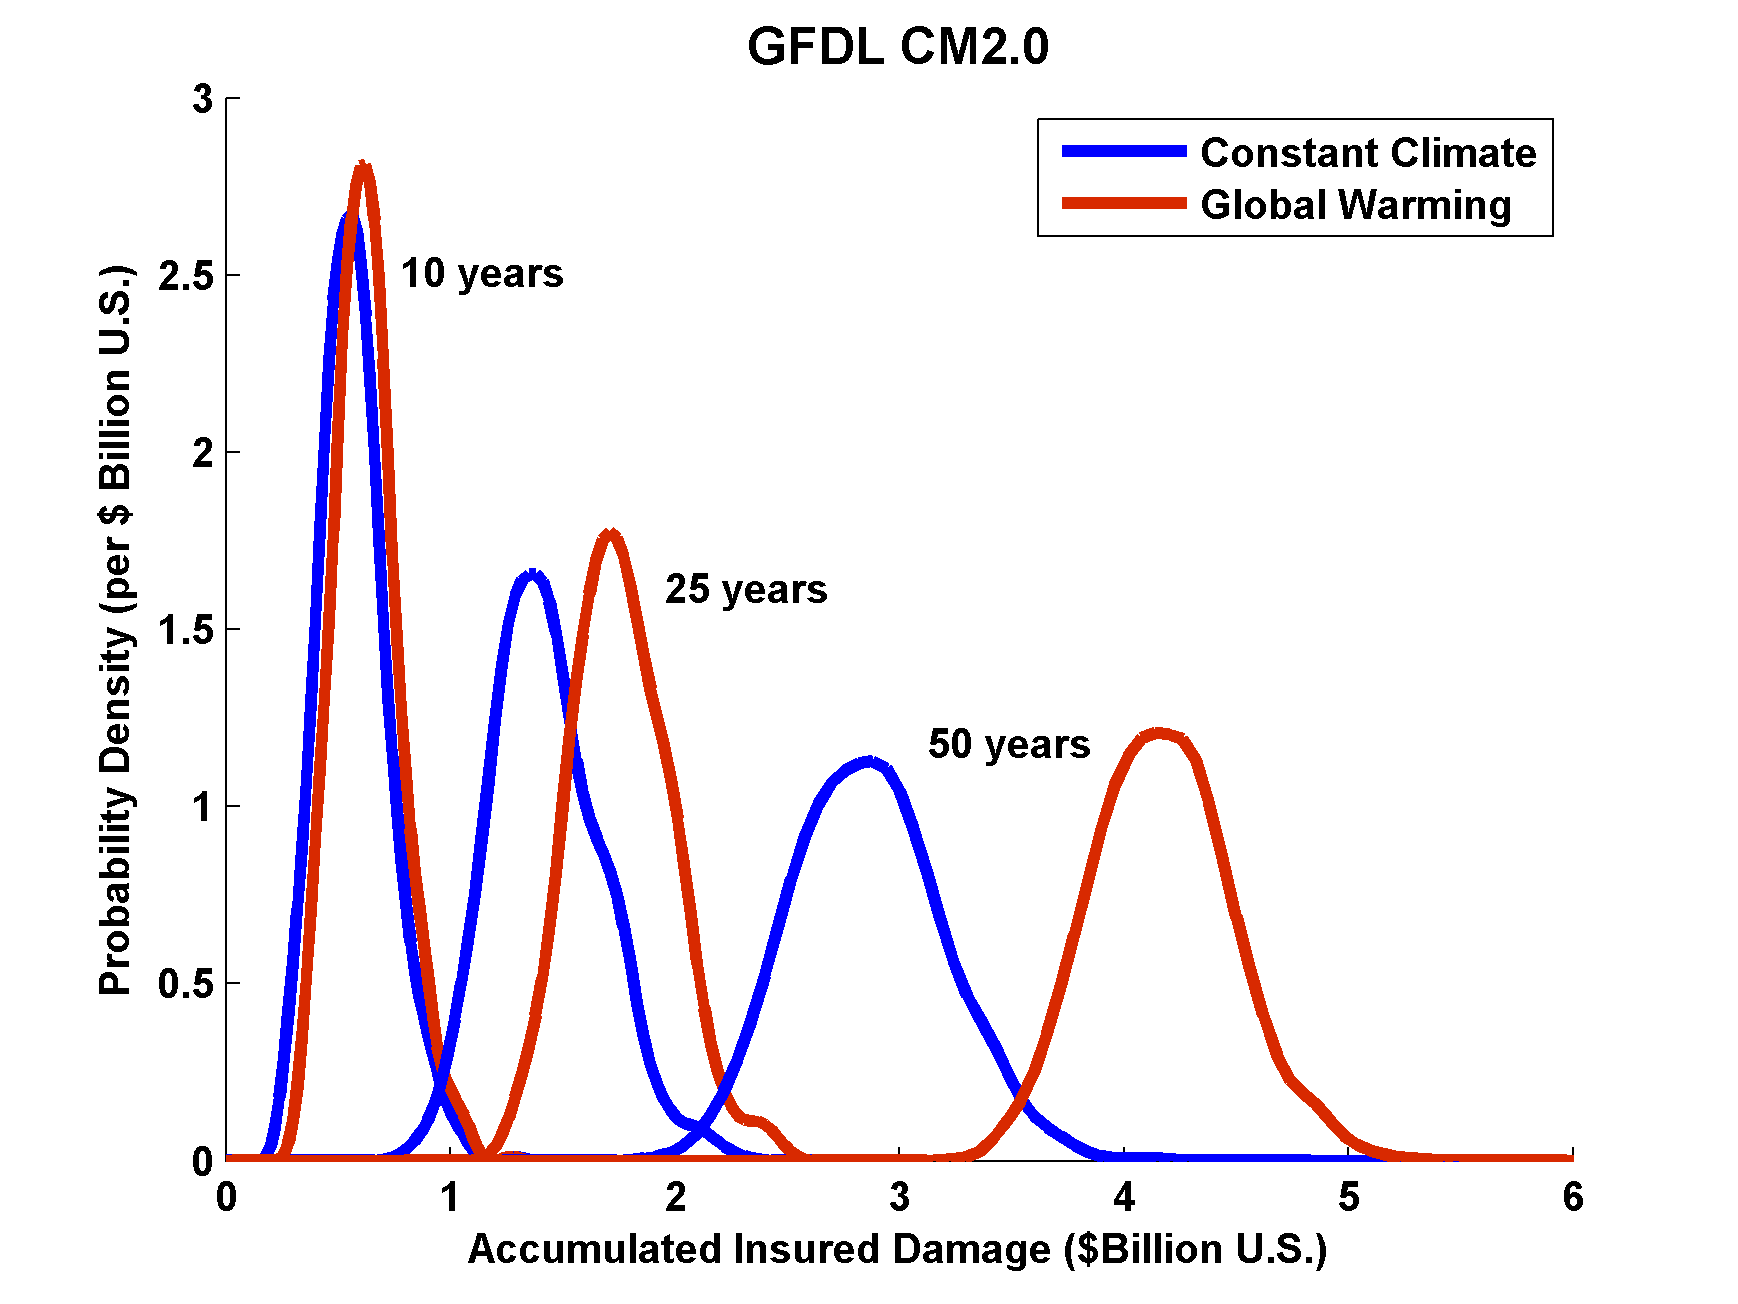 GFDL CM2.0
Constant Climate
Global Warming
10 years
25 years
50 years
Probability Density (per $ Billion U.S.)
3
2.5
2
1.5
1
0.5
0
0 1 2 3 4 5 6
Accumulated Insured Damage ($Billion U.S.)